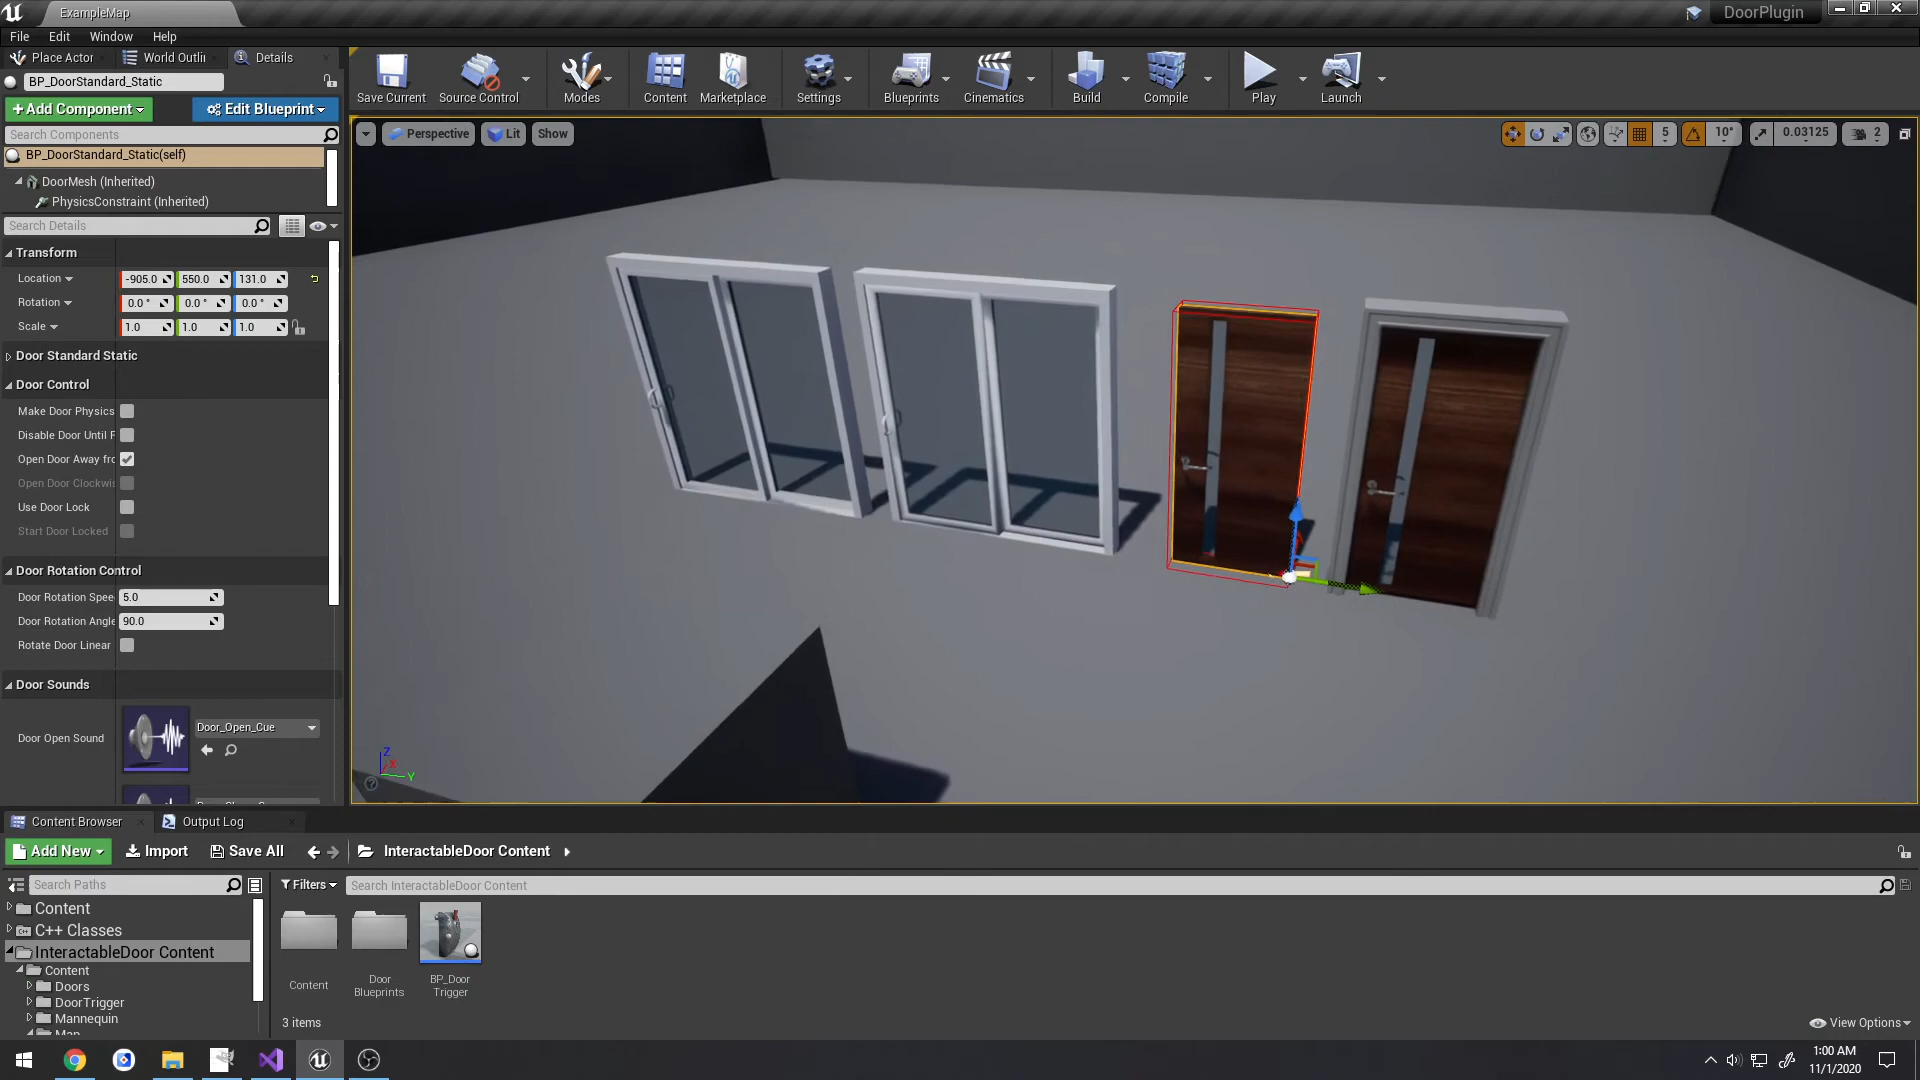 ExampleMap
DoorPlugin
File Edit Window Help
Place Actor World Outli Details
BP_DoorStandard_Static
+Add Component Edit Blueprint
Search Components
BP_DoorStandard_Static(self)
DoorMesh (Inherited)
PhysicsConstraint (Inherited)
Search Details
Transform
Location -905.0 550.0 131.0
Rotation 0.0 ° 0.0 ° 0.0 °
Scale 1.0 1.0 1.0
Door Standard Static
Door Control
Make Door Physics
Disable Door Until F
Open Door Away fro
Open Door Clockwis
Use Door Lock
Start Door Locked
Door Rotation Control
Door Rotation Spee 5.0
Door Rotation Angle 90.0
Rotate Door Linear
Door Sounds
Door Open Sound Door_Open_Cue
Save Current Source Control Modes Content Marketplace Settings Blueprints Cinematics Build Compile Play Launch
Perspective Lit Show
5 10° 0.03125 2
Z
X
Y
Content Browser Output Log
Add New Import Save All InteractableDoor Content
Search Paths
Filters Search InteractableDoor Content
Content
C++ Classes
InteractableDoor Content
Content
Doors
DoorTrigger
Mannequin
Map
Content
Door
Blueprints
BP_Door
Trigger
3 items
View Options
1:00 AM
11/1/2020